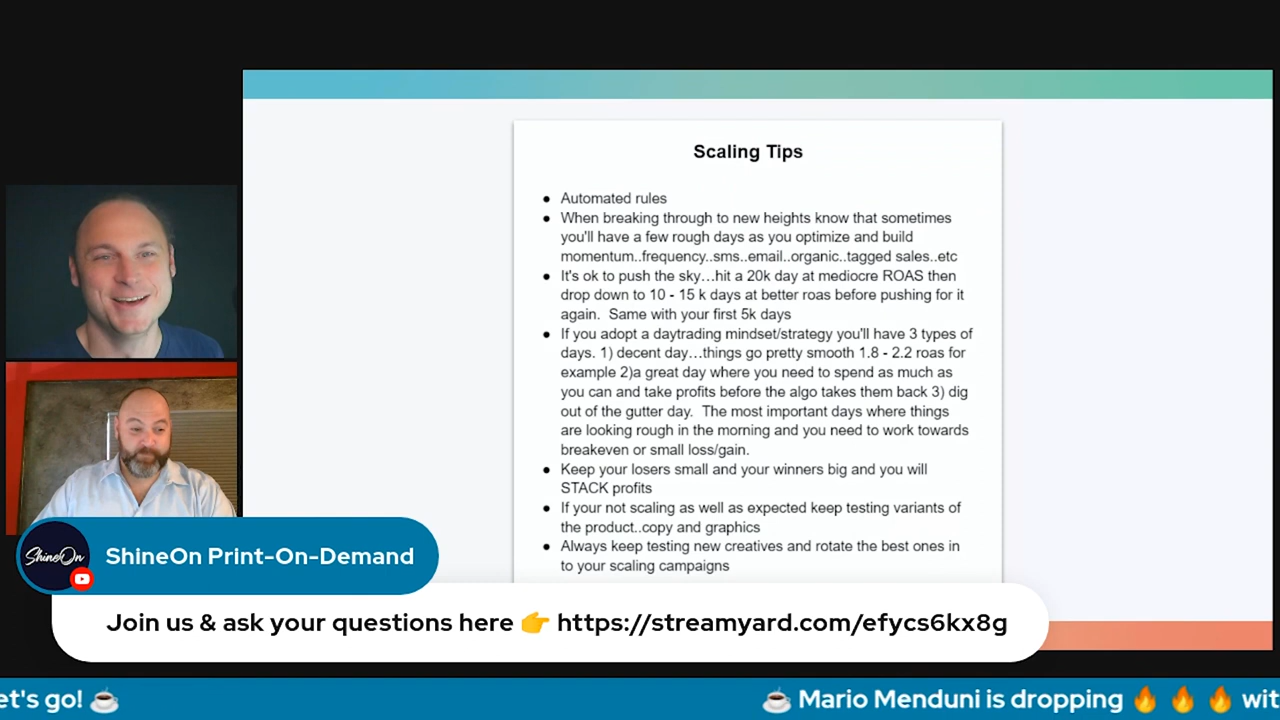 Scaling Tips
● Automated rules
● When breaking through to new heights know that sometimes
you'll have a few rough days as you optimize and build
momentum..frequency..sms..email..organic..tagged sales..etc
● It's ok to push the sky…hit a 20k day at mediocre ROAS then
drop down to 10 - 15 k days at better roas before pushing for it
again.  Same with your first 5k days
● If you adopt a daytrading mindset/strategy you'll have 3 types of
days. 1) decent day…things go pretty smooth 1.8 - 2.2 roas for
example 2)a great day where you need to spend as much as
you can and take profits before the algo takes them back 3) dig
out of the gutter day.  The most important days where things
are looking rough in the morning and you need to work towards
breakeven or small loss/gain.
● Keep your losers small and your winners big and you will
STACK profits
● If your not scaling as well as expected keep testing variants of
the product..copy and graphics
● Always keep testing new creatives and rotate the best ones in
to your scaling campaigns
ShineOn
ShineOn Print-On-Demand
Join us & ask your questions here 👉 https://streamyard.com/efycs6kx8g
et's go! ☕
☕ Mario Menduni is dropping 🔥 🔥 🔥 wit